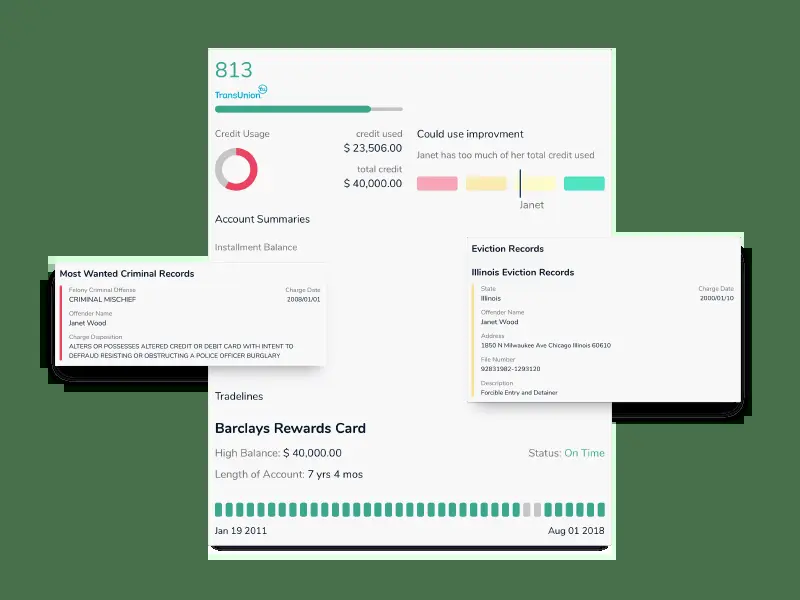 813
TransUnion
tu
Credit Usage
credit used
$ 23,506.00
total credit
$ 40,000.00
Could use improvment
Janet has too much of her total credit used
Janet
Account Summaries
Installment Balance
Most Wanted Criminal Records
Felony Criminal Offense
Charge Date
CRIMINAL MISCHIEF
2008/01/01
Offender Name
Janet Wood
Charge Disposition
ALTERS OR POSSESSES ALTERED CREDIT OR DEBIT CARD WITH INTENT TO
DEFRAUD RESISTING OR OBSTRUCTING A POLICE OFFICER BURGLARY
Eviction Records
Illinois Eviction Records
State
Charge Date
Illinois
2000/01/10
Offender Name
Janet Wood
Address
1850 N Milwaukee Ave Chicago Illinois 60610
File Number
92831982-1293120
Description
Forcible Entry and Detainer
Tradelines
Barclays Rewards Card
High Balance: $ 40,000.00
Status: On Time
Length of Account: 7 yrs 4 mos
Jan 19 2011
Aug 01 2018